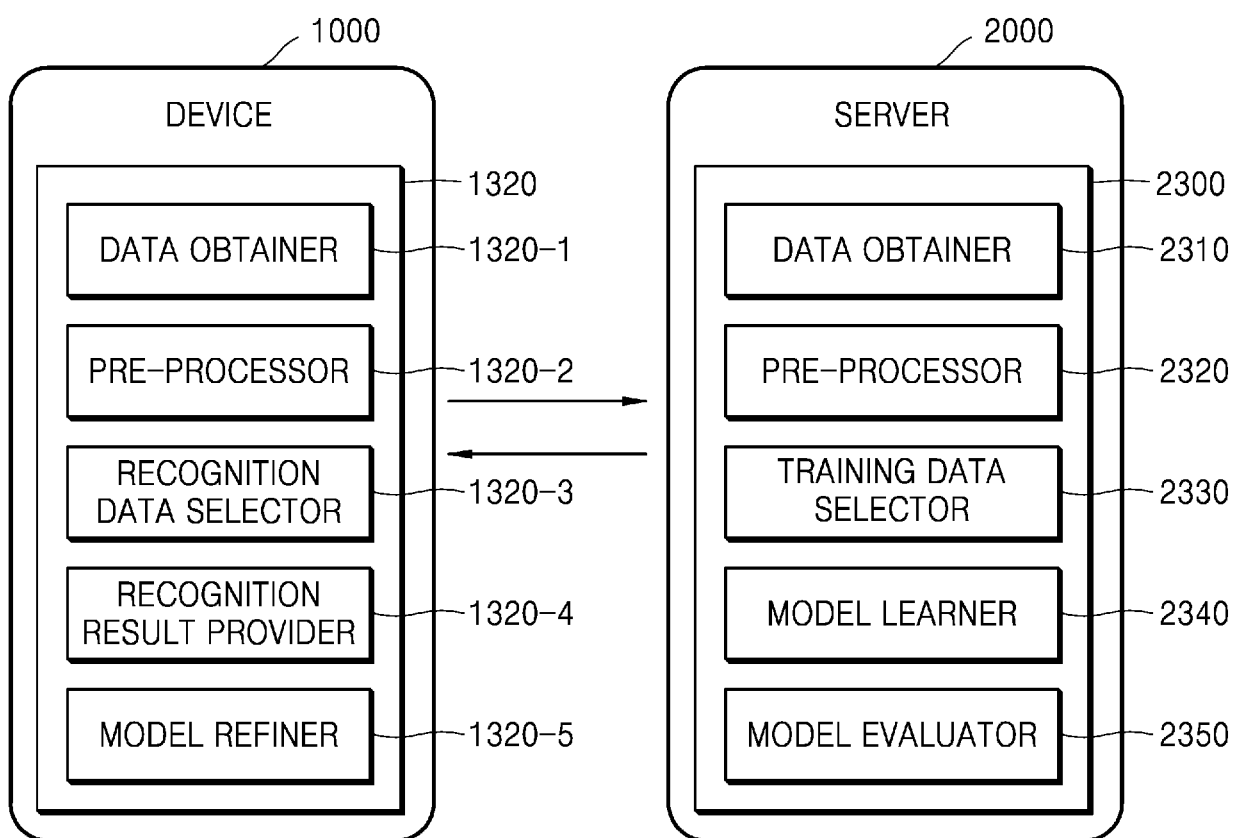 1000
DEVICE
1320
DATA OBTAINER
1320-1
PRE-PROCESSOR
1320-2
RECOGNITION
DATA SELECTOR
1320-3
RECOGNITION
RESULT PROVIDER
1320-4
MODEL REFINER
1320-5
2000
SERVER
2300
DATA OBTAINER
2310
PRE-PROCESSOR
2320
TRAINING DATA
SELECTOR
2330
MODEL LEARNER
2340
MODEL EVALUATOR
2350